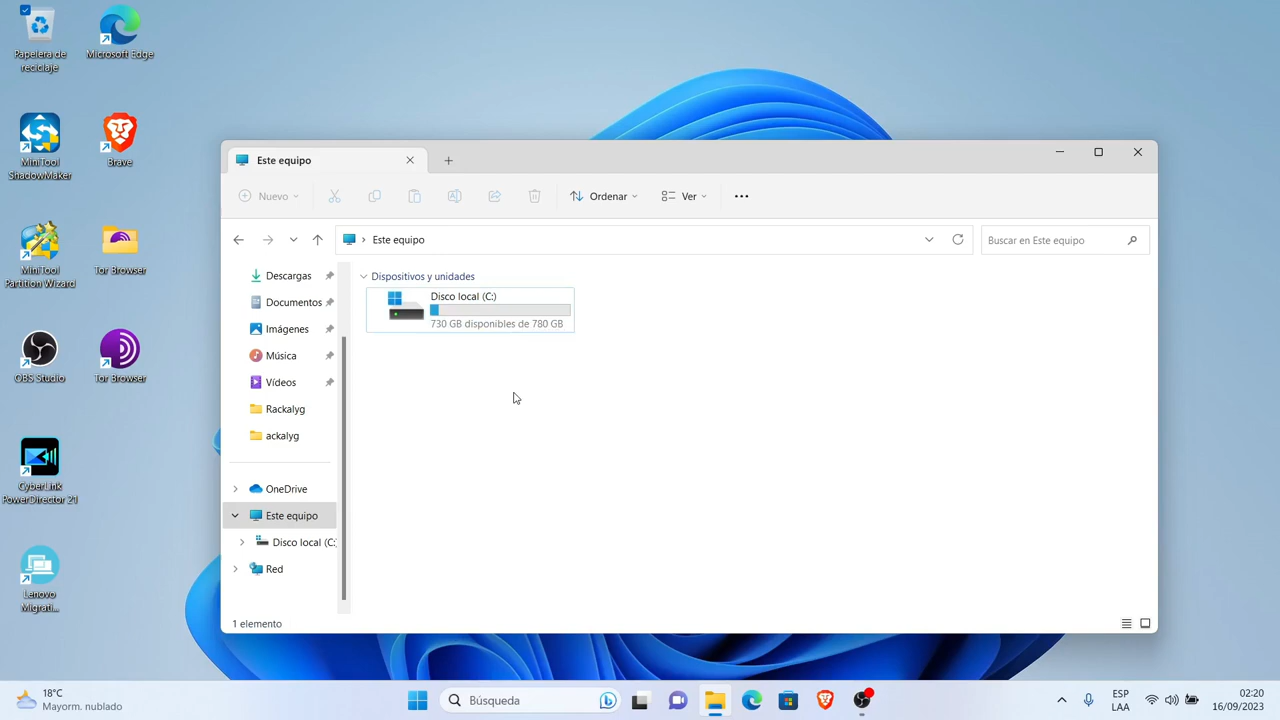 Papelera de
reciclaje
Microsoft Edge
MiniTool
ShadowMaker
Brave
MiniTool
Partition Wizard
Tor Browser
OBS Studio
Tor Browser
CyberLink
PowerDirector 21
Lenovo
Migrati...
Este equipo
Nuevo
Ordenar
Ver
Este equipo
Buscar en Este equipo
Descargas
Documentos
Imágenes
Música
Vídeos
Rackalyg
ackalyg
OneDrive
Este equipo
Disco local (C:
Red
Dispositivos y unidades
Disco local (C:)
730 GB disponibles de 780 GB
1 elemento
18°C
Mayorm. nublado
Búsqueda
ESP
LAA
02:20
16/09/2023